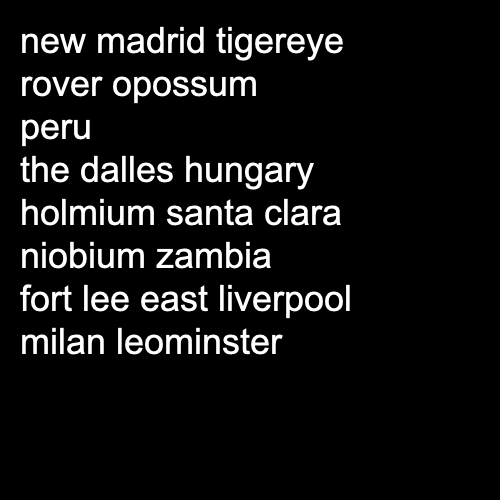 new madrid tigereye
rover opossum
peru
the dalles hungary
holmium santa clara
niobium zambia
fort lee east liverpool
milan leominster